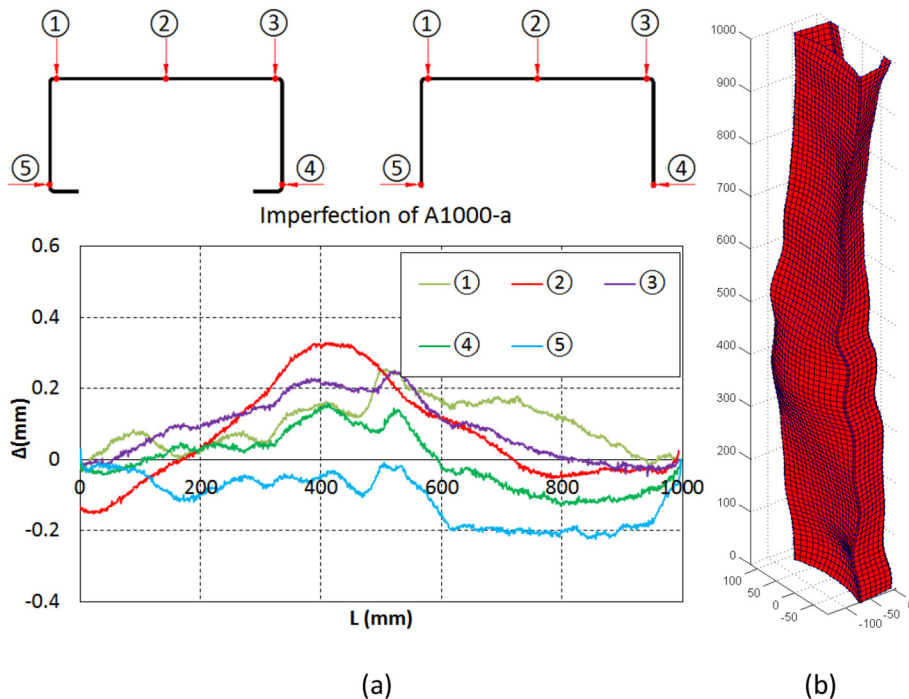 ① ② ③ ① ② ③
⑤ ④ ⑤ ④
Imperfection of A1000-a
0.6
0.4
0.2
0
-0.2
-0.4
Δ(mm)
① ② ③
④ ⑤
0 200 400 600 800 1000
L (mm)
(a)
1000
900
800
700
600
500
400
300
200
100
0
100
50
0
-50
-100
-50
(b)